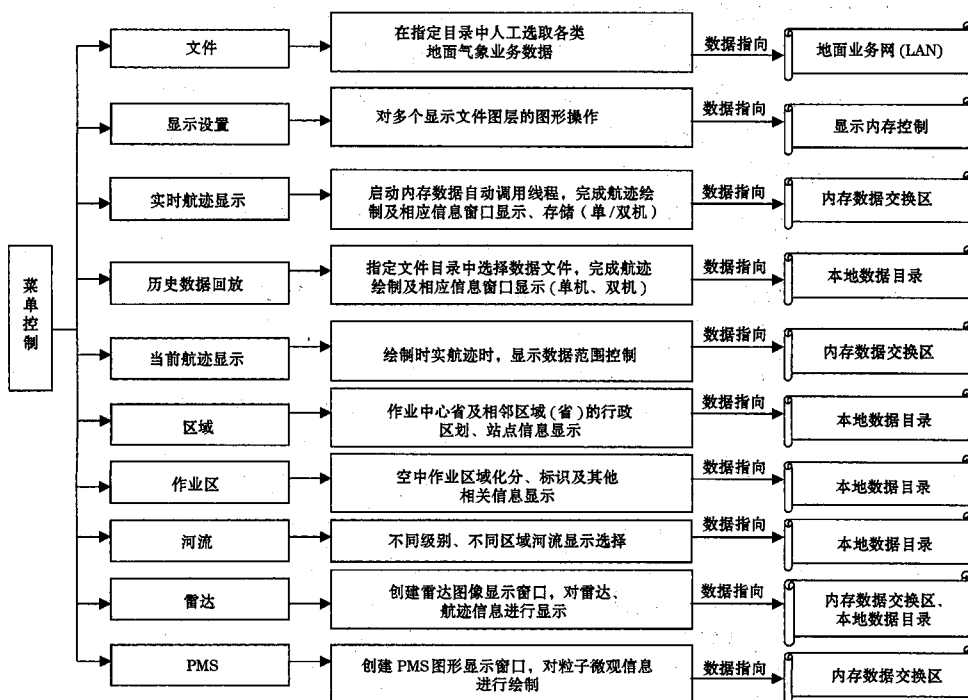 菜单控制
文件
在指定目录中人工选取各类
地面气象业务数据
数据指向
地面业务网(LAN)
显示设置
对多个显示文件图层的图形操作
数据指向
显示内存控制
实时航迹显示
启动内存数据自动调用线程，完成航迹绘
制及相应信息窗口显示、存储(单/双机)
数据指向
内存数据交换区
历史数据回放
指定文件目录中选择数据文件，完成航迹
绘制及相应信息窗口显示(单机、双机)
数据指向
本地数据目录
当前航迹显示
绘制时实航迹时，显示数据范围控制
数据指向
内存数据交换区
区域
作业中心省及相邻区域(省)的行政
区划、站点信息显示
数据指向
本地数据目录
作业区
空中作业区域化分、标识及其他
相关信息显示
数据指向
本地数据目录
河流
不同级别、不同区域河流显示选择
数据指向
本地数据目录
雷达
创建雷达图像显示窗口，对雷达、
航迹信息进行显示
数据指向
内存数据交换区、
本地数据目录
PMS
创建PMS图形显示窗口，对粒子微观信息
进行绘制
数据指向
内存数据交换区